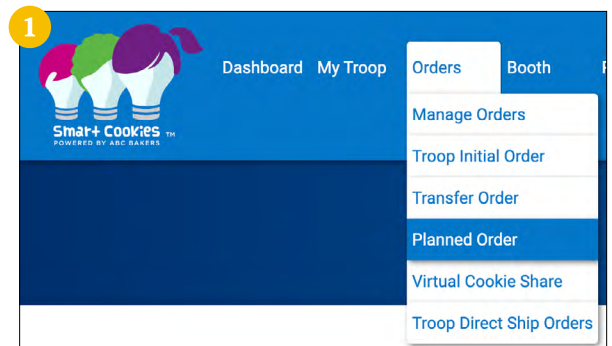 1
Dashboard My Troop Orders Booth
Smart Cookies TM
POWERED BY ABC BAKERS
Manage Orders
Troop Initial Order
Transfer Order
Planned Order
Virtual Cookie Share
Troop Direct Ship Orders